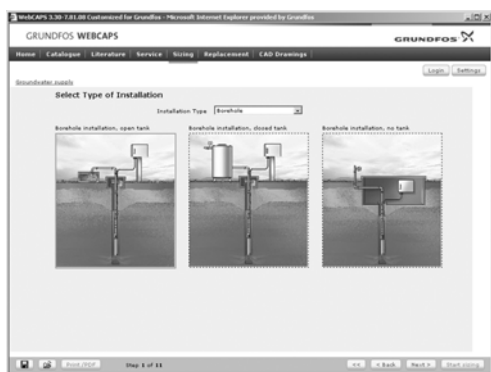 WebCAPS 3.30-7.01.00 Customized for Grundfos - Microsoft Internet Explorer provided by Grundfos
GRUNDFOS WEBCAPS
GRUNDFOS
Home Catalogue Literature Service Sizing Replacement CAD Drawings
Login Settings
Groundwater supply
Select Type of Installation
Installation Type Borehole
Borehole installation, open tank Borehole installation, closed tank Borehole installation, no tank
Print/PDF Step 1 of 11 << < Back Next > Start sizing